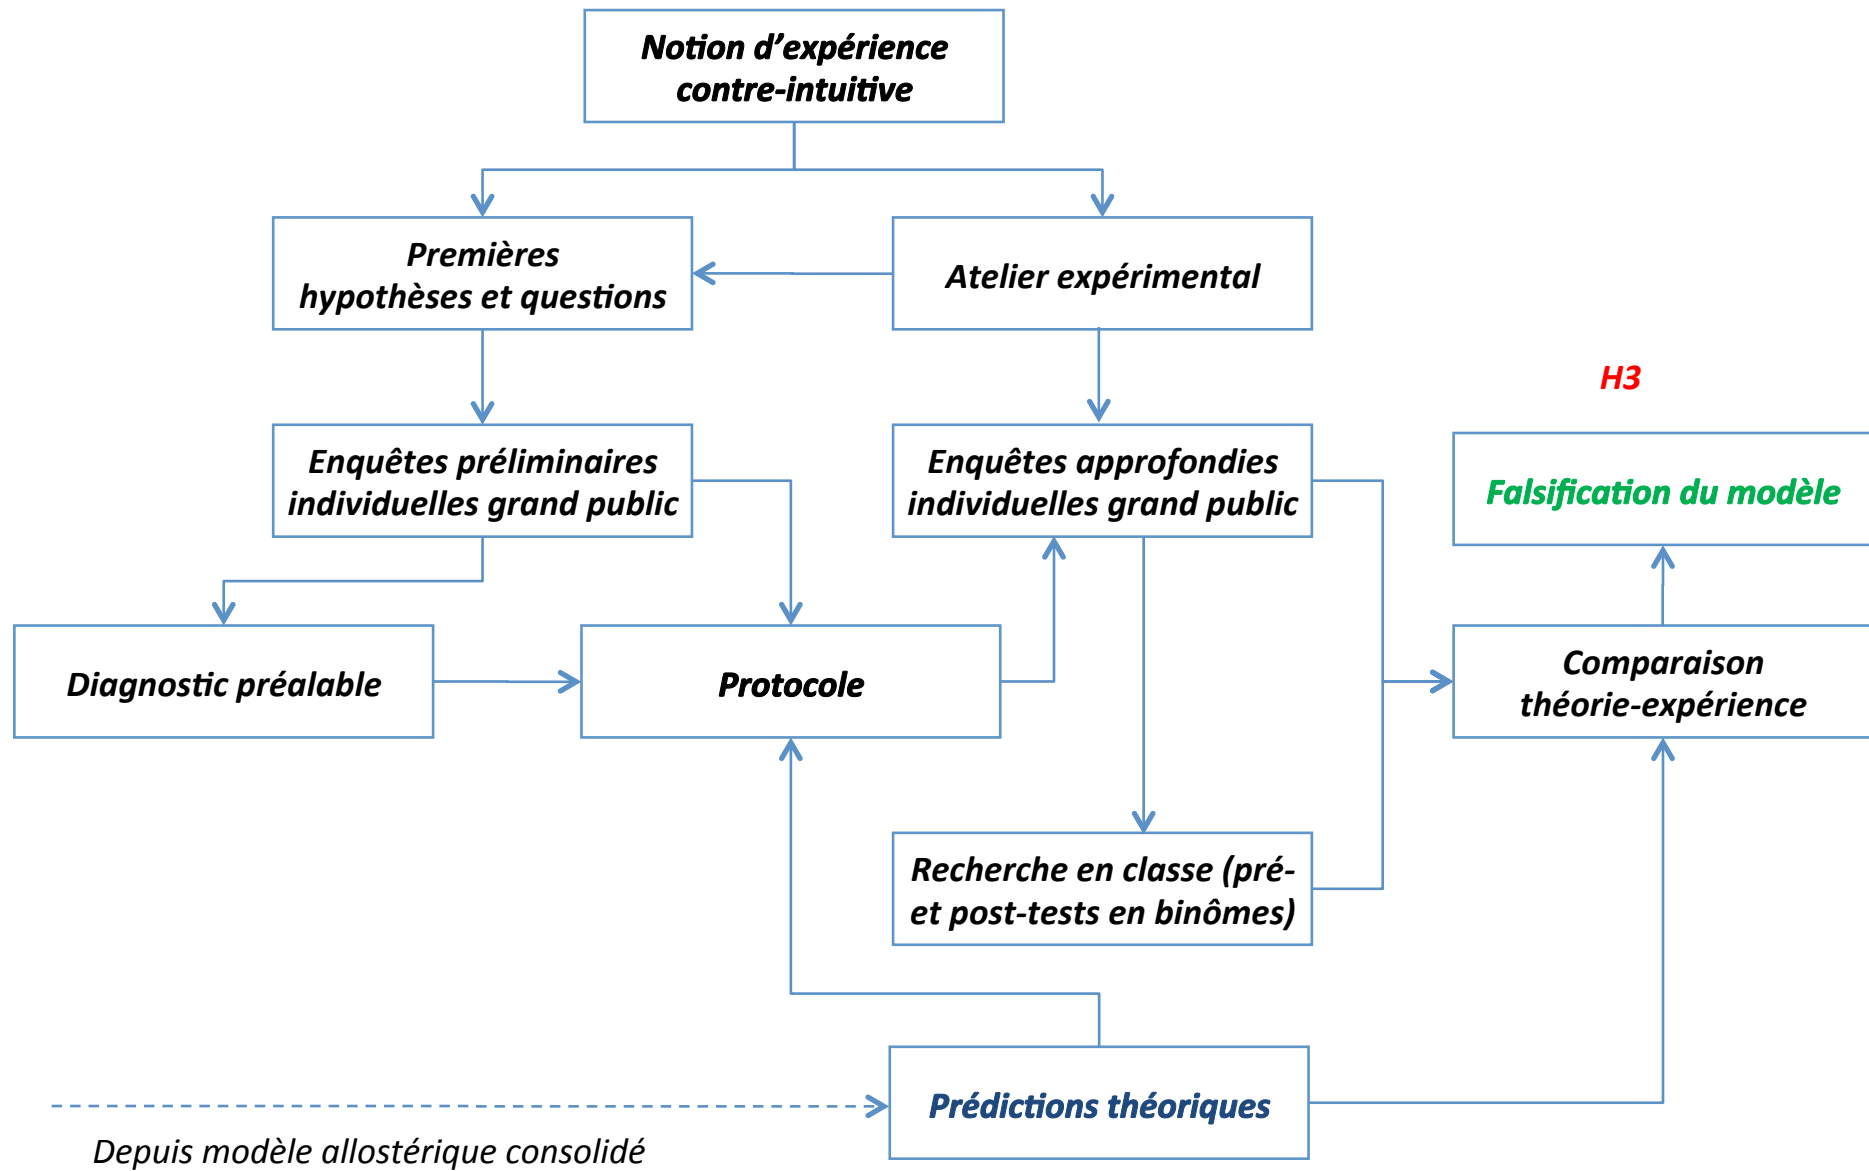 Notion d'expérience
contre-intuitive
Premières
hypothèses et questions
Atelier expérimental
H3
Enquêtes préliminaires
individuelles grand public
Enquêtes approfondies
individuelles grand public
Falsification du modèle
Diagnostic préalable
Protocole
Comparaison
théorie-expérience
Recherche en classe (pré-
et post-tests en binômes)
Prédictions théoriques
Depuis modèle allostérique consolidé